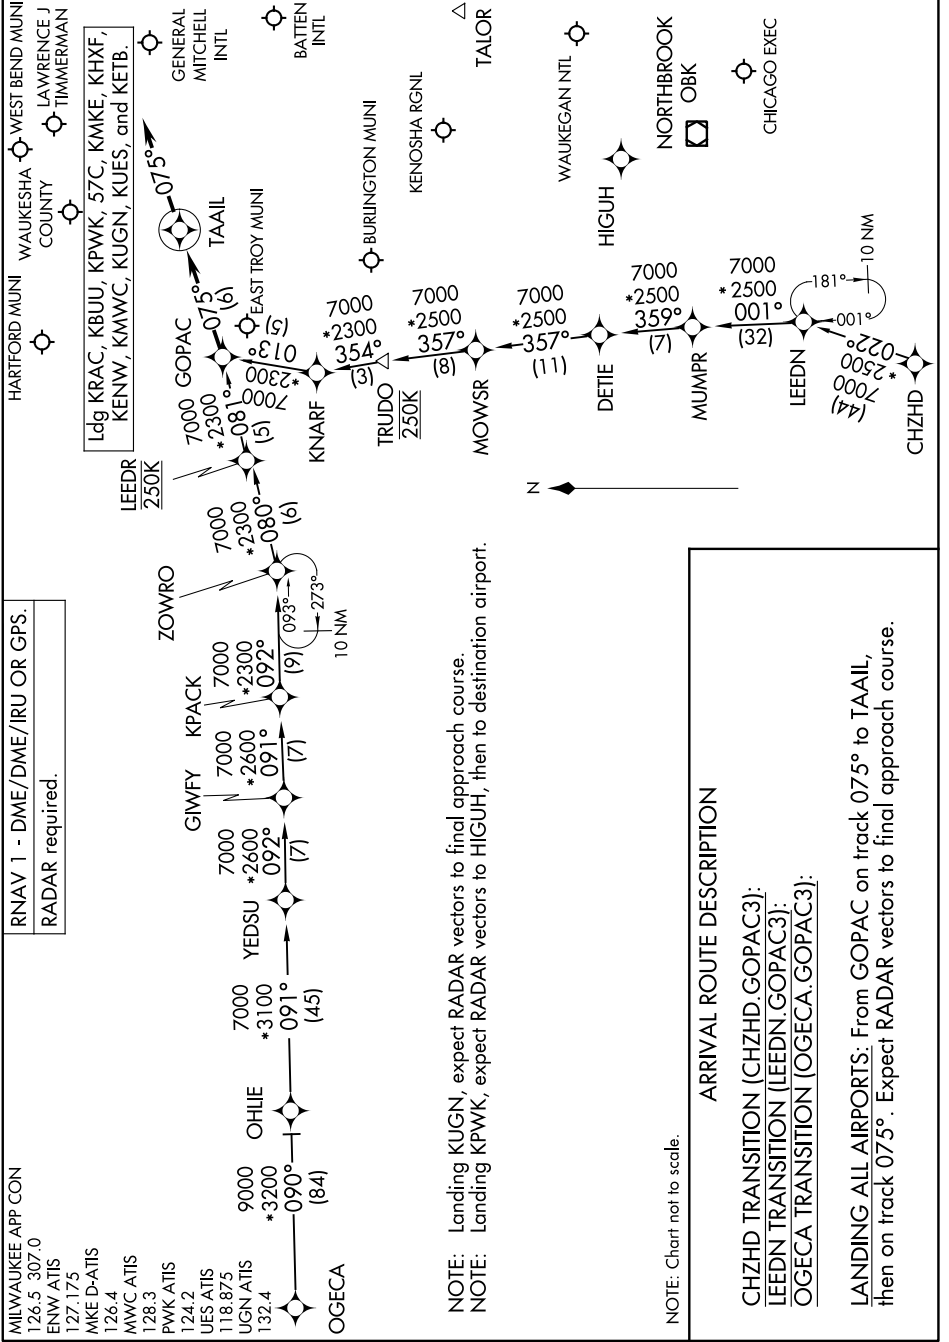 MILWAUKEE APP CON
126.5 307.0
ENW ATIS
127.175
MKE D-ATIS
126.4
MWC ATIS
128.3
PWK ATIS
124.2
UES ATIS
118.875
UGN ATIS
132.4
RNAV 1 - DME/DME/IRU OR GPS.
RADAR required.
HARTFORD MUNI
WAUKESHA
COUNTY
WEST BEND MUNI
LAWRENCE J
TIMMERMAN
Ldg KRAC, KBUU, KPWK, 57C, KMKE, KHXF,
KENW, KMWC, KUGN, KUES, and KETB.
GENERAL
MITCHELL
INTL
BATTEN
INTL
TALOR
OGECA
9000
*3200
090°
(84)
OHLIE
7000
*3100
091°
(45)
YEDSU
7000
*2600
092°
(7)
GIWFY
7000
*2600
091°
(7)
KPACK
7000
*2300
092°
(9)
ZOWRO
093°
273°
10 NM
7000
*2300
080°
(6)
LEEDR
250K
7000
*2300
081°
(5)
GOPAC
075°
(6)
TAAIL
075°
EAST TROY MUNI
7000
*2300
013°
(5)
KNARF
7000
*2300
354°
(3)
TRUDO
250K
BURLINGTON MUNI
7000
*2500
357°
(8)
KENOSHA RGNL
MOWSR
7000
*2500
357°
(11)
WAUKEGAN NTL
DETIE
HIGUH
7000
*2500
359°
(7)
NORTHBROOK
OBK
MUMPR
7000
*2500
001°
(32)
CHICAGO EXEC
LEEDN
181°
001°
10 NM
022°
*2500
7000
(44)
CHZHD
N
NOTE: Landing KUGN, expect RADAR vectors to final approach course.
NOTE: Landing KPWK, expect RADAR vectors to HIGUH, then to destination airport.
NOTE: Chart not to scale.
ARRIVAL ROUTE DESCRIPTION
CHZHD TRANSITION (CHZHD.GOPAC3):
LEEDN TRANSITION (LEEDN.GOPAC3):
OGECA TRANSITION (OGECA.GOPAC3):
LANDING ALL AIRPORTS: From GOPAC on track 075° to TAAIL,
then on track 075°. Expect RADAR vectors to final approach course.